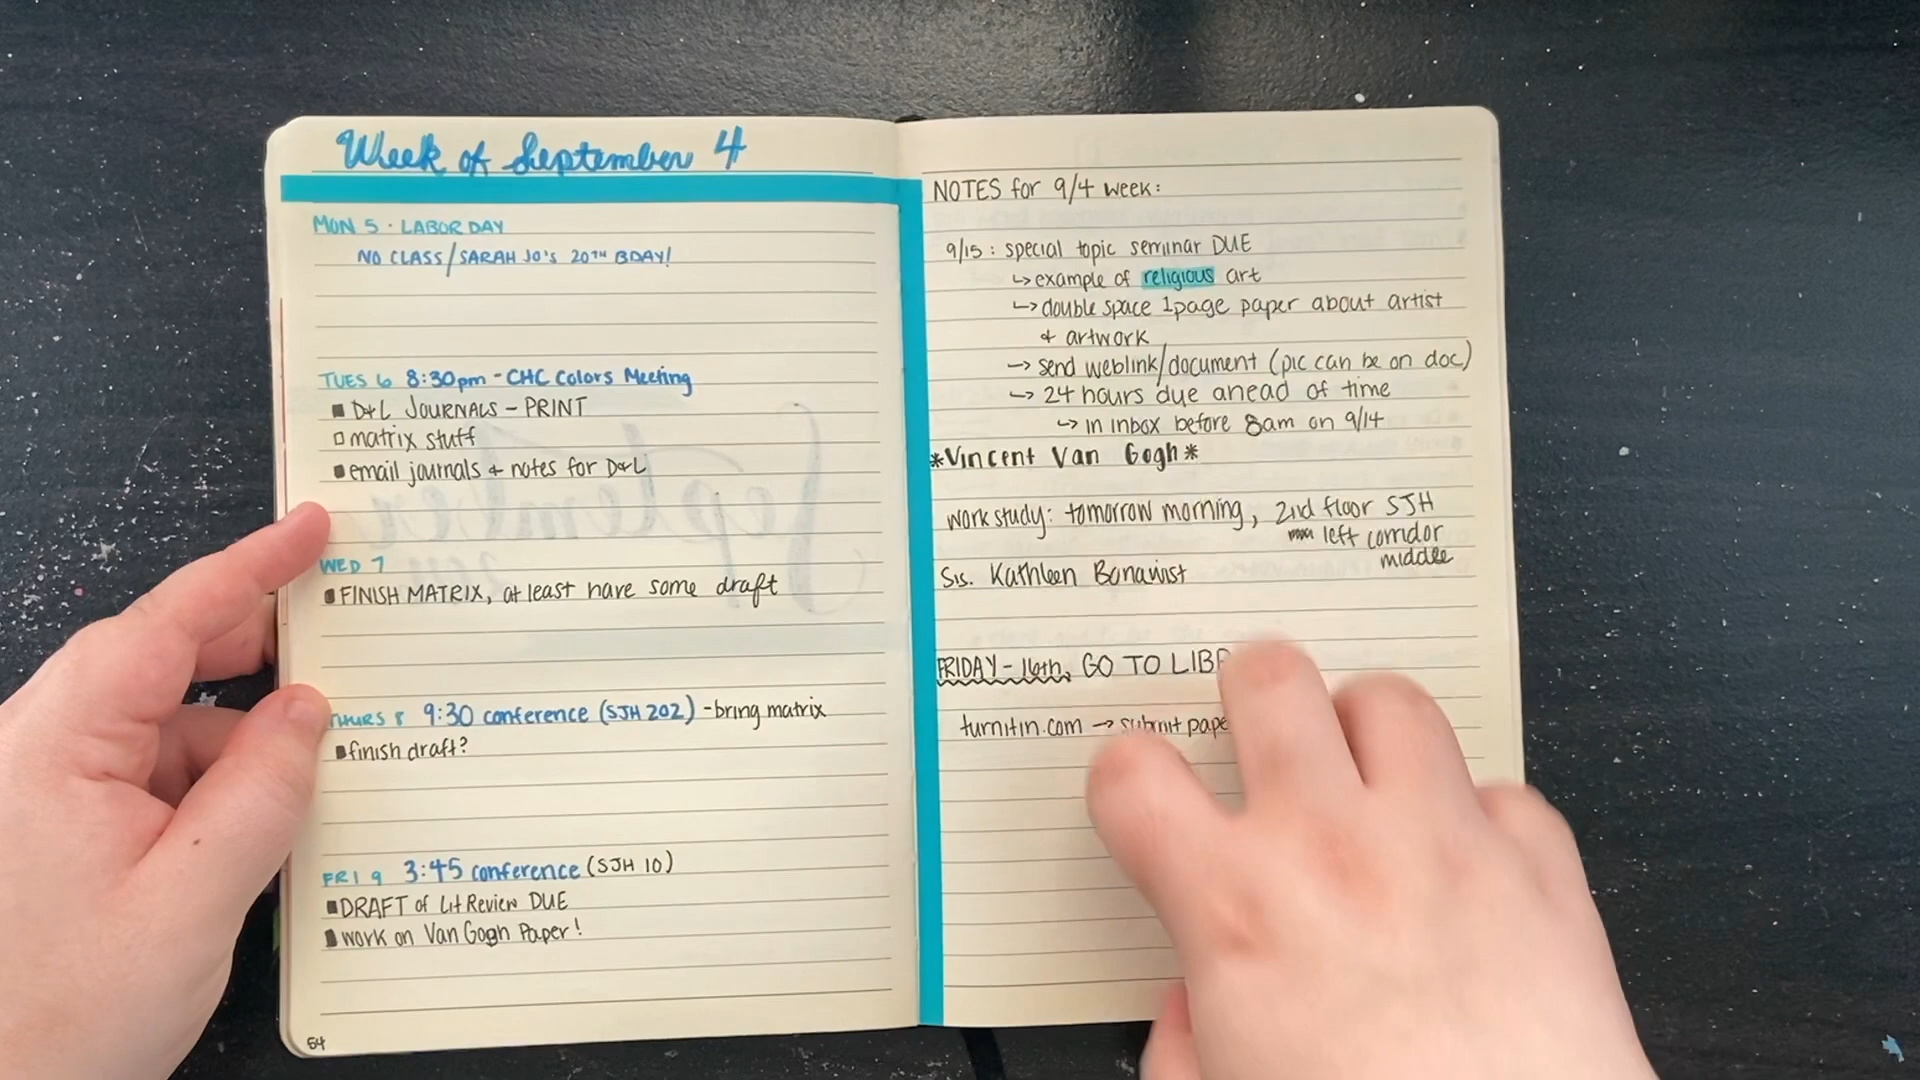 Week of September 4
MON 5 · LABOR DAY
NO CLASS/SARAH JO'S 20TH BDAY!
TUES 6 8:30pm - CHC Colors Meeting
D+L JOURNALS - PRINT
matrix stuff
email journals + notes for D+L
WED 7
FINISH MATRIX, at least have some draft
THURS 8 9:30 conference (SJH 202) - bring matrix
finish draft?
FRI 9 3:45 conference (SJH 10)
DRAFT of Lit Review DUE
work on Van Gogh Paper!
54
NOTES for 9/4 week:
9/15: special topic seminar DUE
↳ example of religious art
↳ double space 1page paper about artist
+ artwork
→ send weblink/document (pic can be on doc)
↳ 24 hours due ahead of time
↳ in inbox before 8am on 9/14
*Vincent Van Gogh*
work study: tomorrow morning, 2nd floor SJH
left corridor
middle
Sis. Kathleen
FRIDAY - 16th, GO TO
turnitin.com → submit